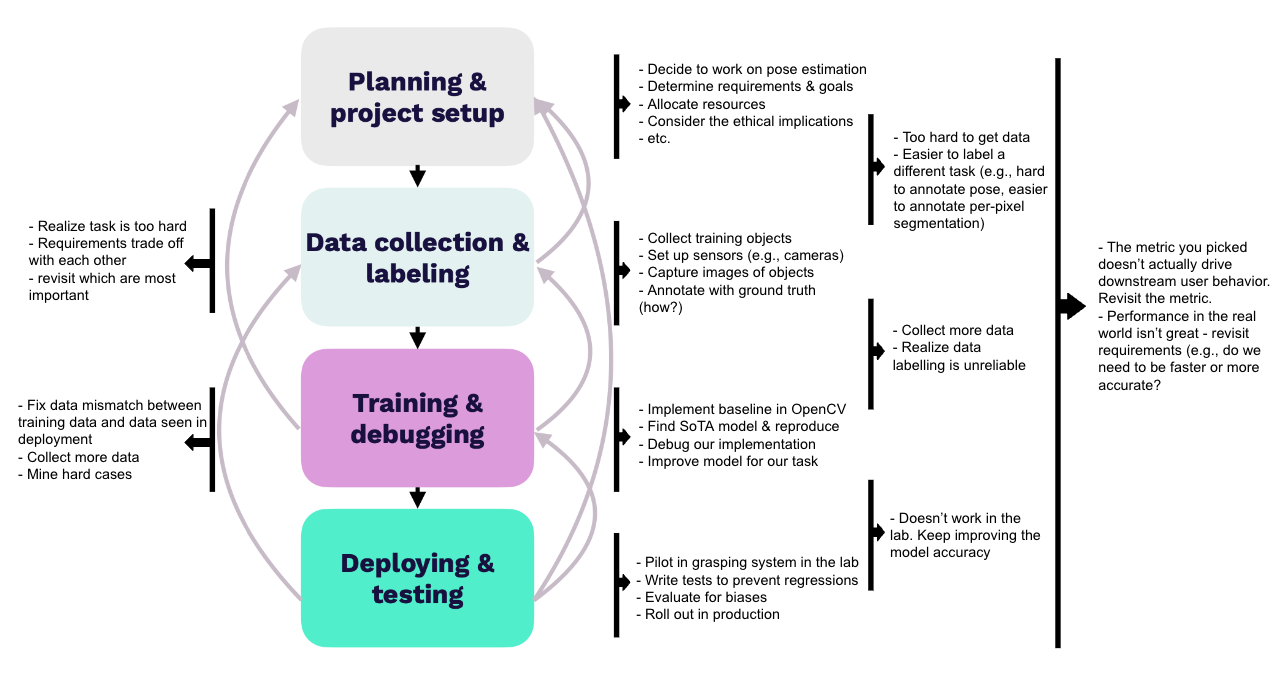 Planning &
project setup
Data collection &
labeling
Training &
debugging
Deploying &
testing
- Realize task is too hard
- Requirements trade off
with each other
- revisit which are most
important
- Fix data mismatch between
training data and data seen in
deployment
- Collect more data
- Mine hard cases
- Decide to work on pose estimation
- Determine requirements & goals
- Allocate resources
- Consider the ethical implications
- etc.
- Collect training objects
- Set up sensors (e.g., cameras)
- Capture images of objects
- Annotate with ground truth
(how?)
- Implement baseline in OpenCV
- Find SoTA model & reproduce
- Debug our implementation
- Improve model for our task
- Pilot in grasping system in the lab
- Write tests to prevent regressions
- Evaluate for biases
- Roll out in production
- Too hard to get data
- Easier to label a
different task (e.g., hard
to annotate pose, easier
to annotate per-pixel
segmentation)
- Collect more data
- Realize data
labelling is unreliable
- Doesn’t work in the
lab. Keep improving the
model accuracy
- The metric you picked
doesn’t actually drive
downstream user behavior.
Revisit the metric.
- Performance in the real
world isn’t great - revisit
requirements (e.g., do we
need to be faster or more
accurate?